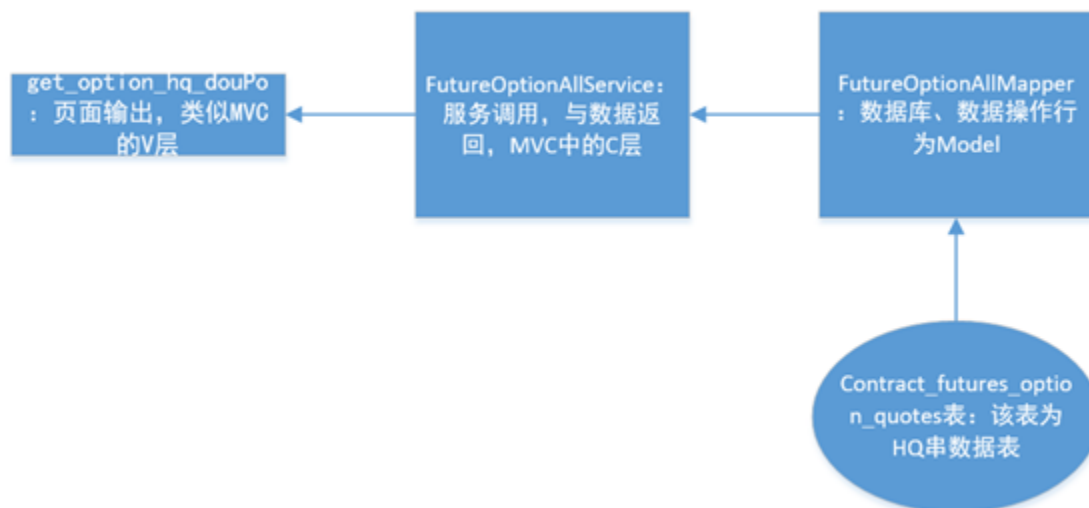 get_option_hq_douPo
：页面输出，类似MVC
的V层
FutureOptionAllService：
服务调用，与数据返
回，MVC中的C层
FutureOptionAllMapper
：数据库、数据操作行
为Model
Contract_futures_optio
n_quotes表：该表为
HQ串数据表